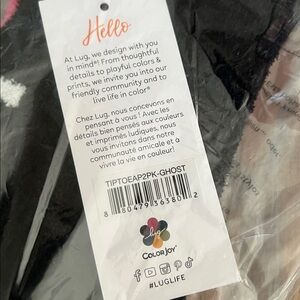 Hello
At Lug, we design with you
in mind®! From thoughtful
details to playful colors &
prints, we invite you into our
friendly community and to
live life in color®
Chez Lug, nous concevons en
pensant à vous ! Avec les
détails bien pensés aux couleurs
et imprimés ludiques, nous
vous invitons dans notre
communauté amicale et à
vivre la vie en couleur!
TIPTOEAP2PK-GHOST
8 80479 36380 2
lug
COLORJOY
#LUGLIFE